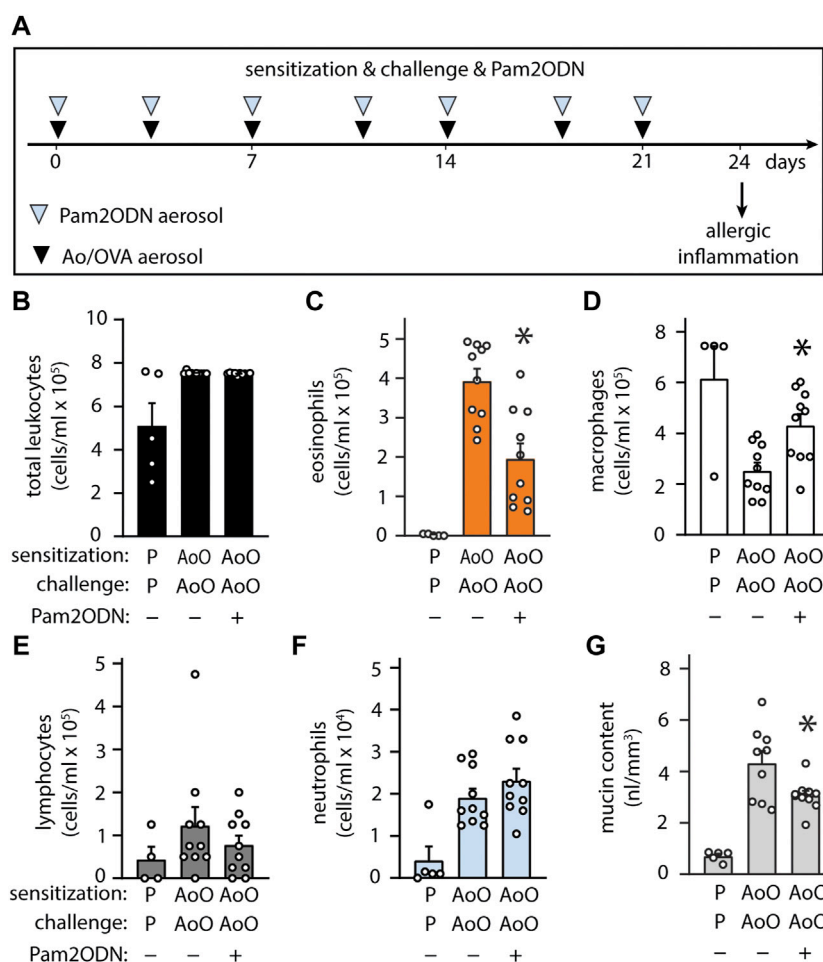 A
sensitization & challenge & Pam2ODN
0 7 14 21 24 days
Pam2ODN aerosol
Ao/OVA aerosol
allergic
inflammation
B
total leukocytes
(cells/ml x 10⁵)
10
8
6
4
2
0
sensitization: P AoO AoO
challenge: P AoO AoO
Pam2ODN: – – +
C
eosinophils
(cells/ml x 10⁵)
5
4
3
2
1
0
*
P AoO AoO
P AoO AoO
– – +
D
macrophages
(cells/ml x 10⁵)
8
6
4
2
0
*
P AoO AoO
P AoO AoO
– – +
E
lymphocytes
(cells/ml x 10⁵)
5
4
3
2
1
0
sensitization: P AoO AoO
challenge: P AoO AoO
Pam2ODN: – – +
F
neutrophils
(cells/ml x 10⁴)
5
4
3
2
1
0
P AoO AoO
P AoO AoO
– – +
G
mucin content
(nl/mm³)
8
6
4
2
0
*
P AoO AoO
P AoO AoO
– – +